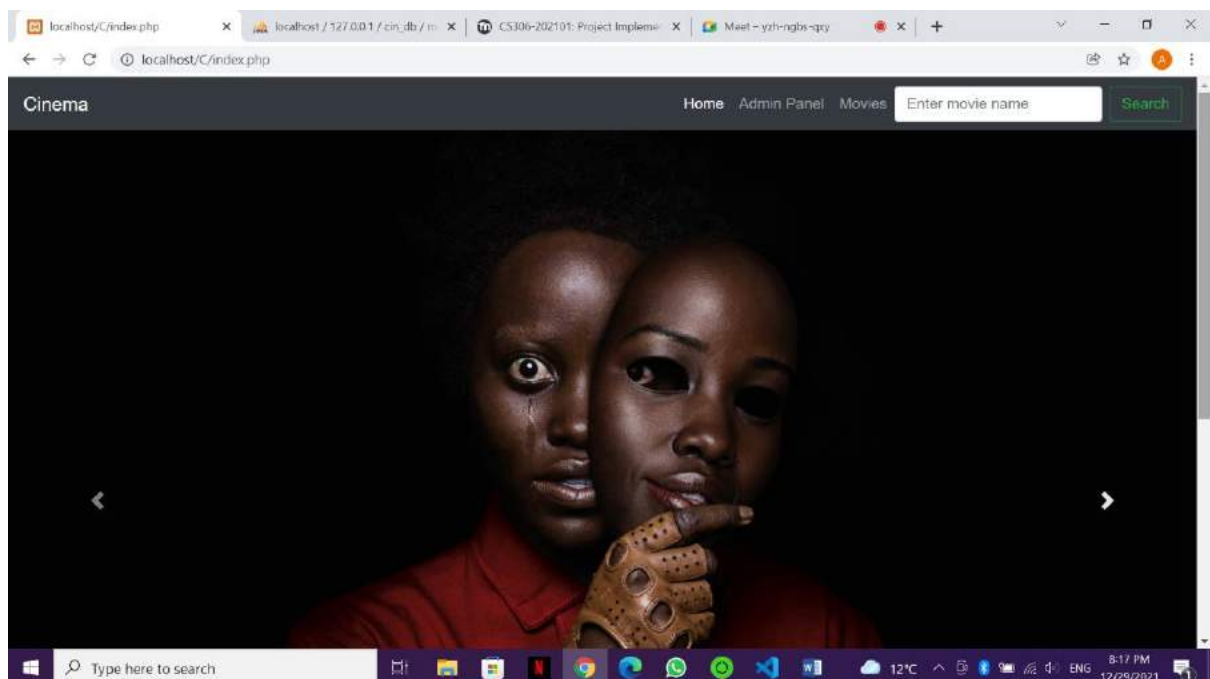 localhost/C/index.php
localhost / 127.0.0.1 / cin_db / m
CS306-202101: Project Implemen
Meet – yzh-ngbs-qxy
localhost/C/index.php
A
Cinema
Home Admin Panel Movies Enter movie name Search
Type here to search
12°C
ENG
8:17 PM
12/29/2021